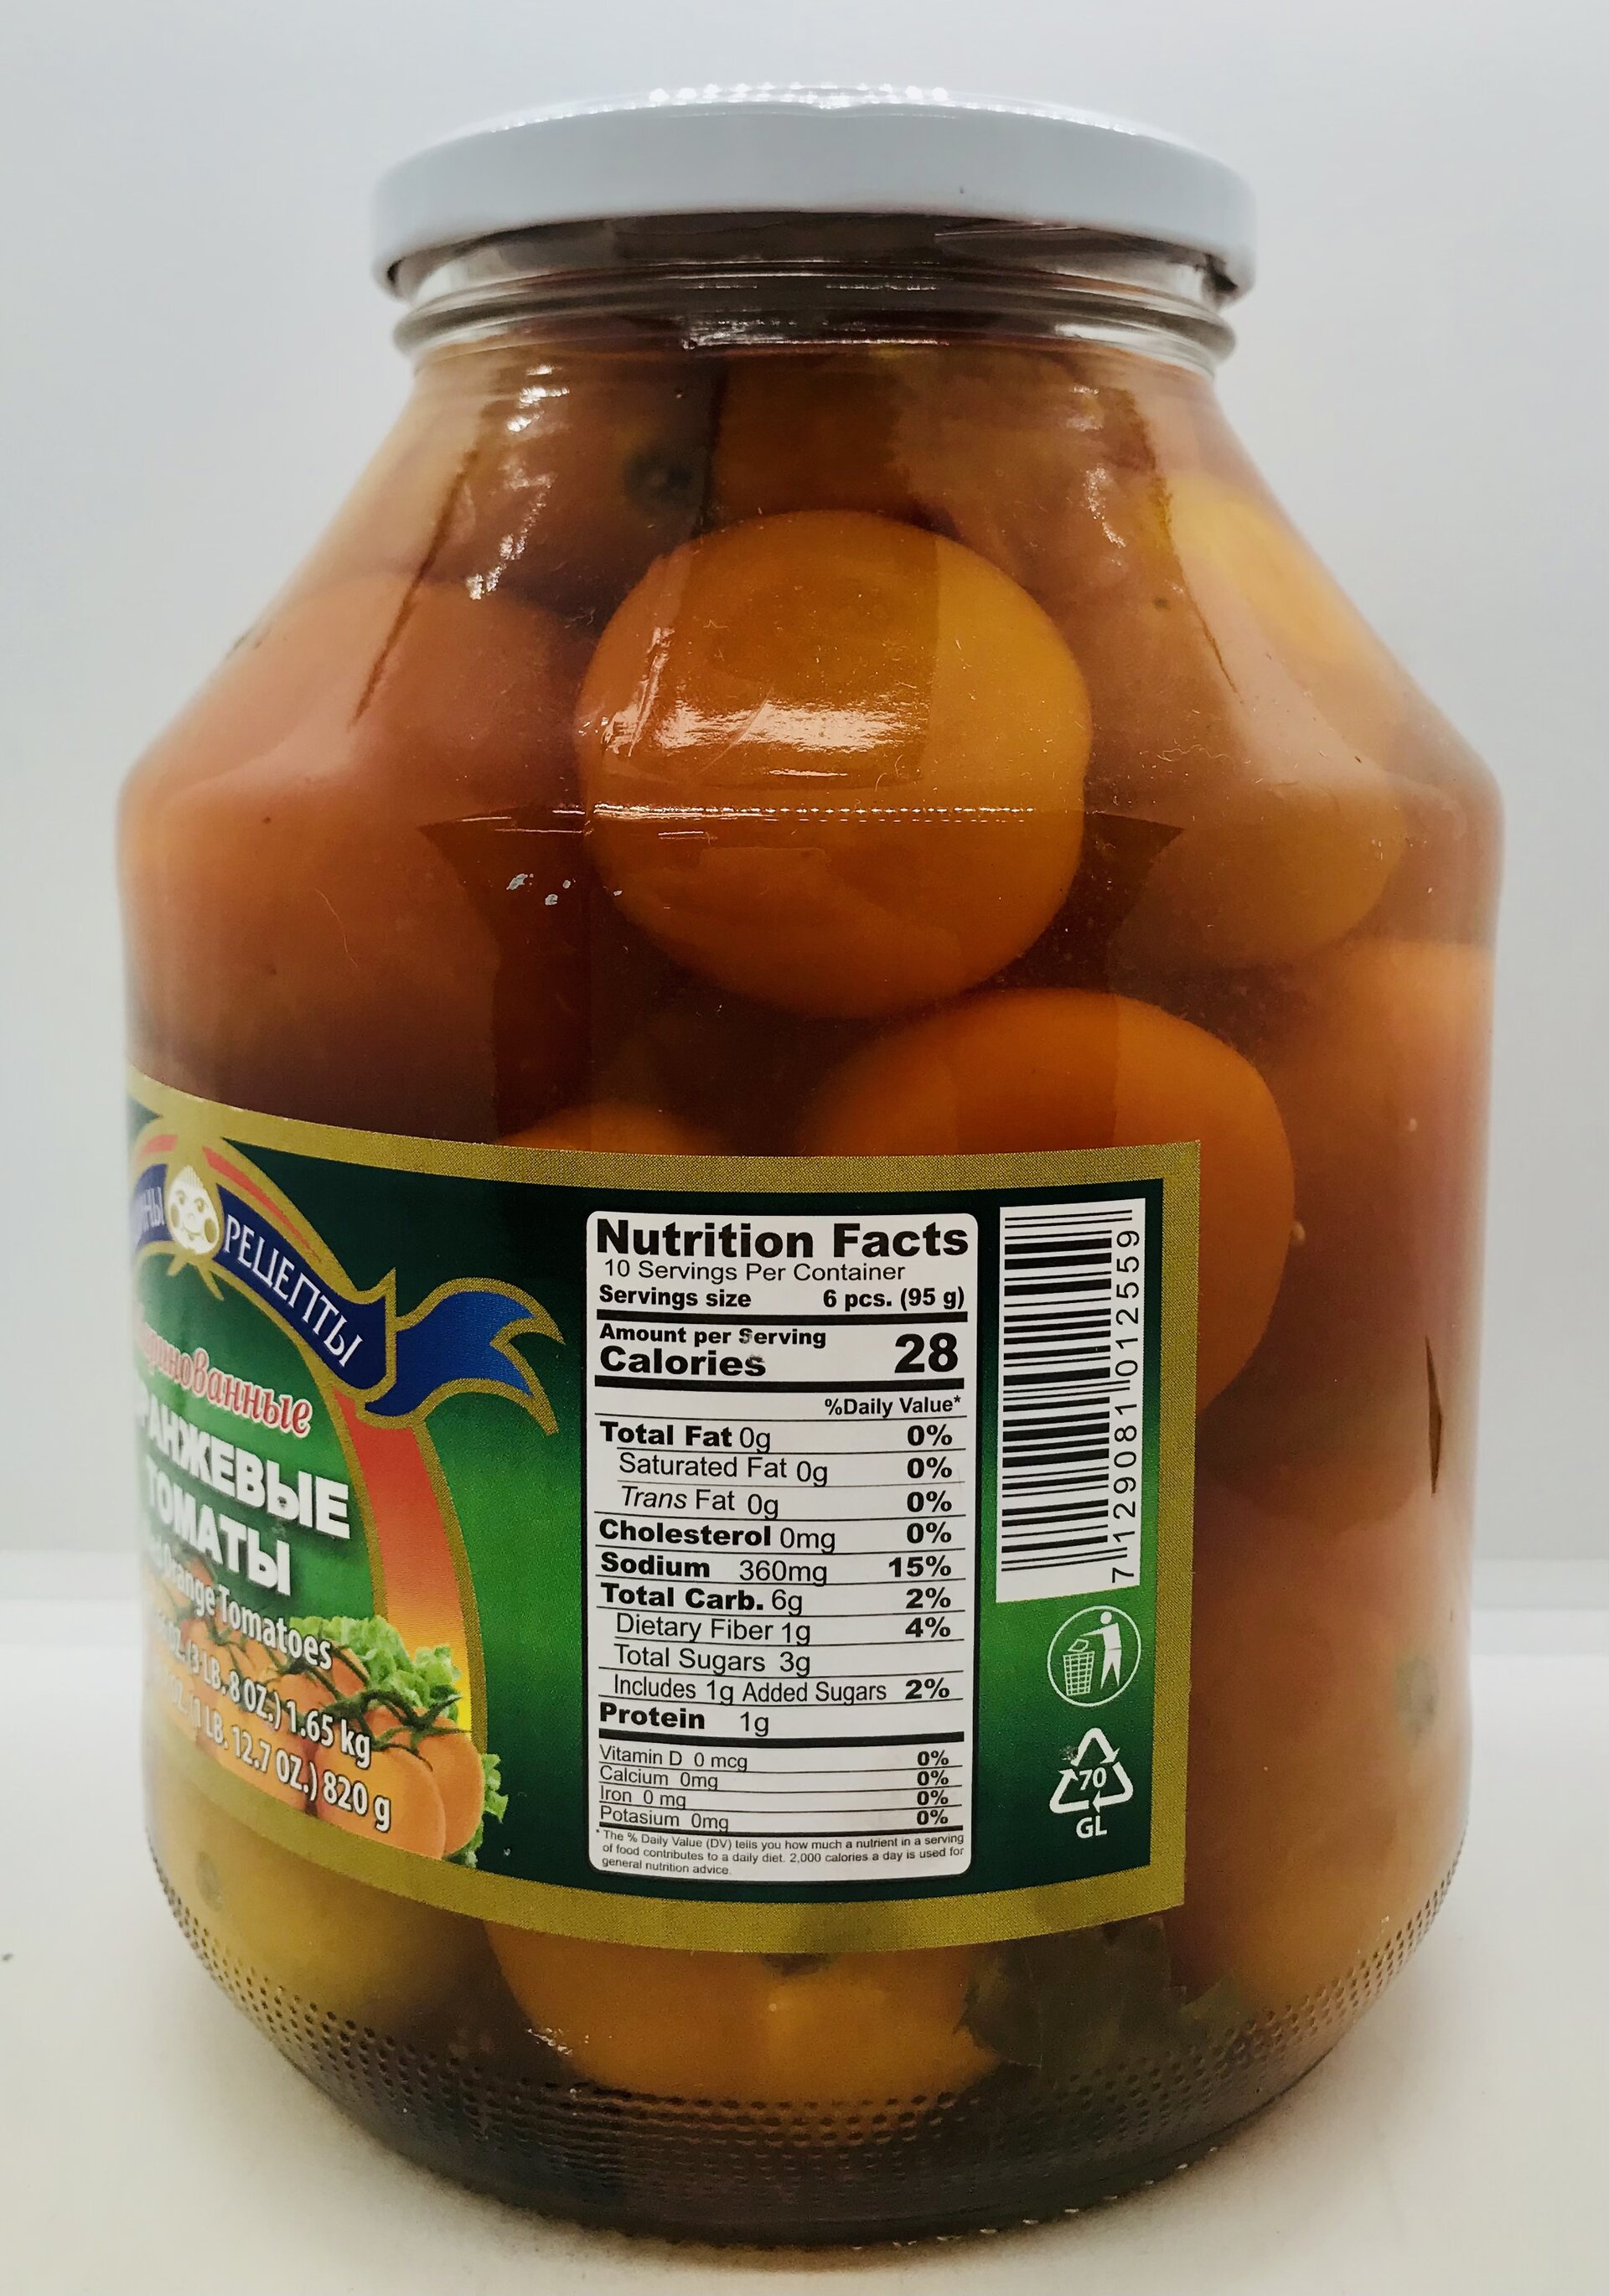 РЕЦЕПТЫ
ТОМАТЫ
Orange Tomatoes
(3 LB. 8 OZ.) 1.65 kg
(1 LB. 12.7 OZ.) 820 g
Nutrition Facts
10 Servings Per Container
Servings size 6 pcs. (95 g)
Amount per Serving
Calories 28
%Daily Value*
Total Fat 0g 0%
Saturated Fat 0g 0%
Trans Fat 0g 0%
Cholesterol 0mg 0%
Sodium 360mg 15%
Total Carb. 6g 2%
Dietary Fiber 1g 4%
Total Sugars 3g
Includes 1g Added Sugars 2%
Protein 1g
Vitamin D 0 mcg 0%
Calcium 0mg 0%
Iron 0 mg 0%
Potasium 0mg 0%
* The % Daily Value (DV) tells you how much a nutrient in a serving
of food contributes to a daily diet. 2,000 calories a day is used for
general nutrition advice.
7 129081 012559
70
GL